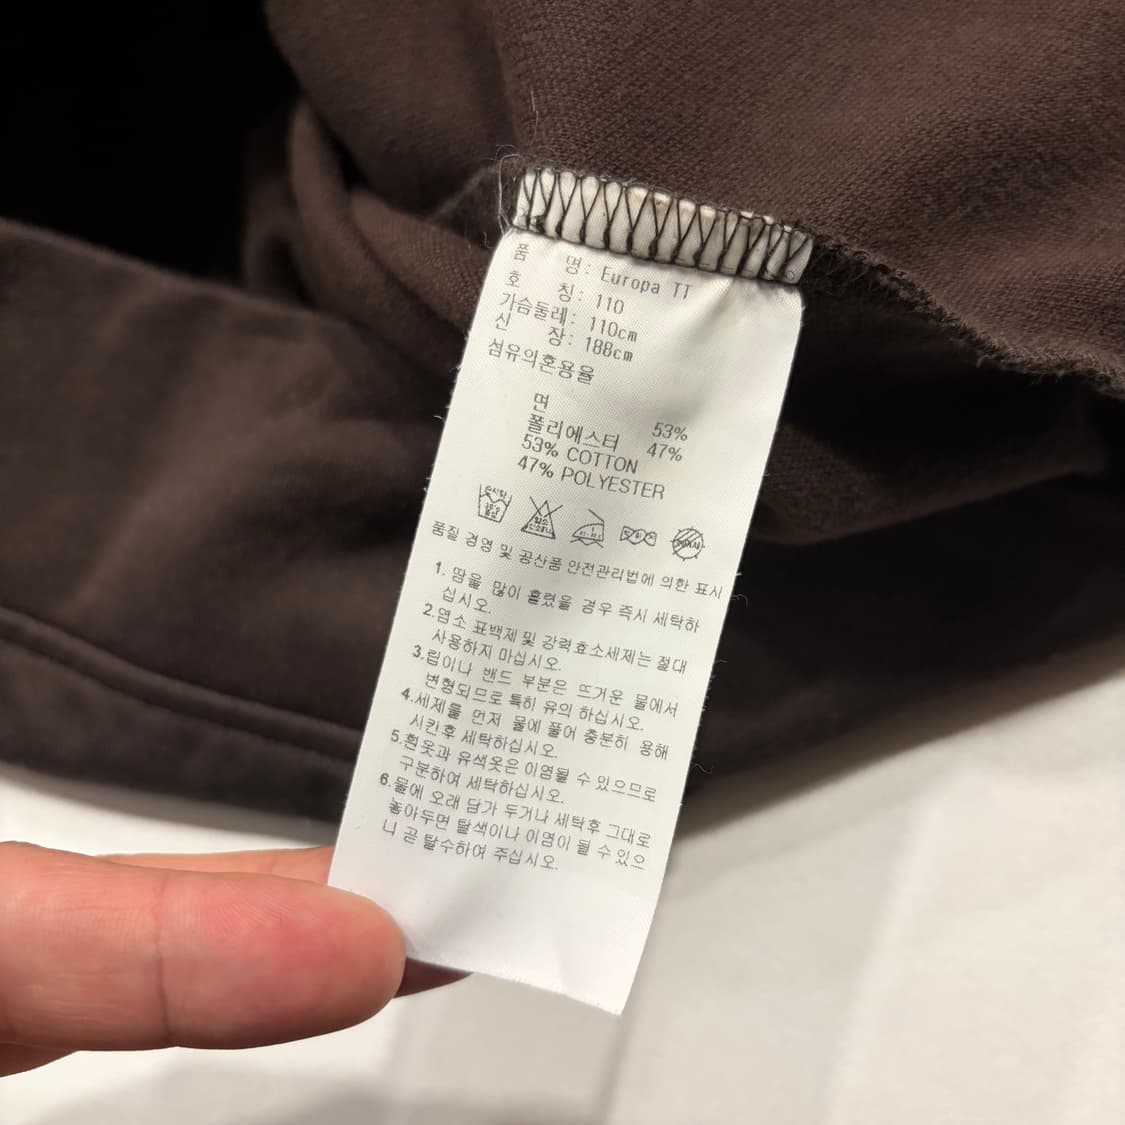 품 명: Europa TT
호 칭: 110
가슴둘레: 110cm
신 장: 188cm
섬유의혼용율
면 53%
폴리에스터 47%
53% COTTON
47% POLYESTER
품질 경영 및 공산품 안전관리법에 의한 표시
1. 땀을 많이 흘렸을 경우 즉시 세탁하
십시오.
2.염소 표백제 및 강력효소세제는 절대
사용하지 마십시오.
3.립이나 밴드 부분은 뜨거운 물에서
변형되므로 특히 유의 하십시오.
4.세제를 먼저 물에 풀어 충분히 용해
시킨후 세탁하십시오.
5.흰옷과 유색옷은 이염될 수 있으므로
구분하여 세탁하십시오.
6.물에 오래 담가 두거나 세탁후 그대로
놓아두면 탈색이나 이염이 될 수 있으
니 곧 탈수하여 주십시오.